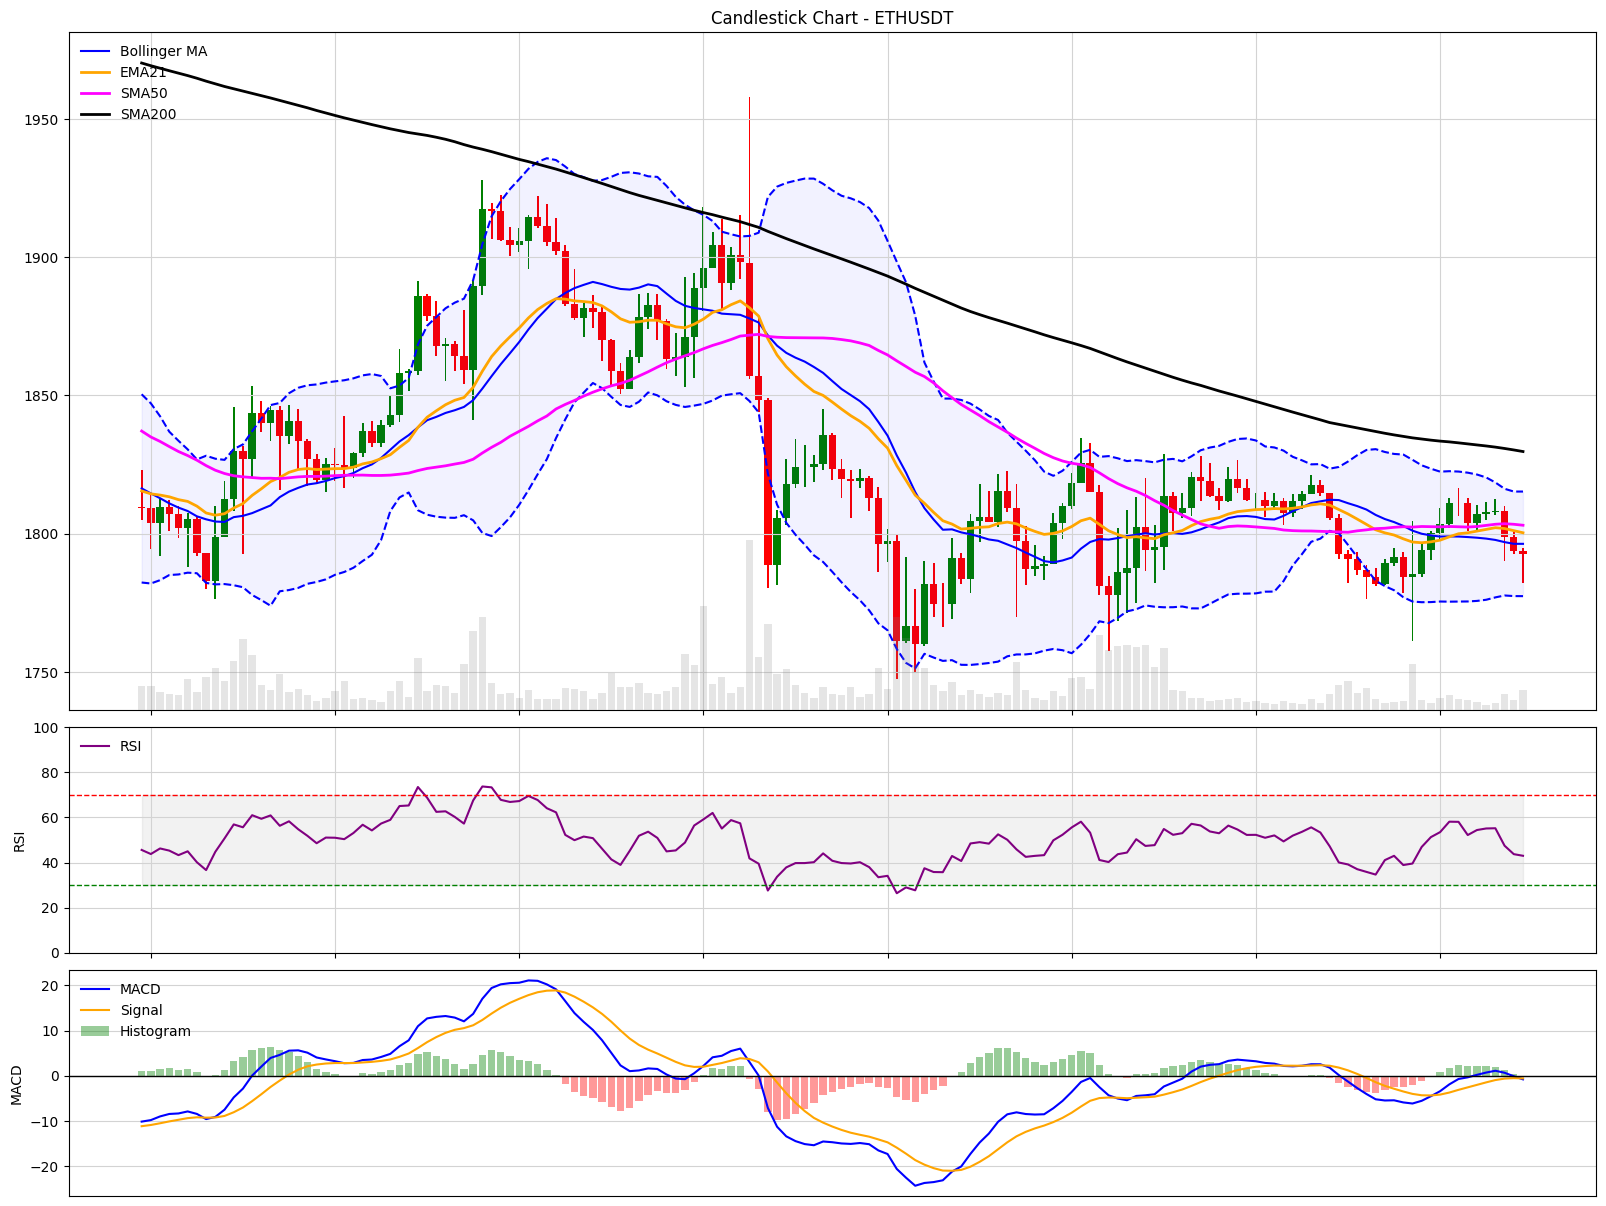 Candlestick Chart - ETHUSDT
Bollinger MA
EMA21
SMA50
SMA200
1950
1900
1850
1800
1750
RSI
100
80
60
40
20
0
RSI
MACD
Signal
Histogram
20
10
0
−10
−20
MACD